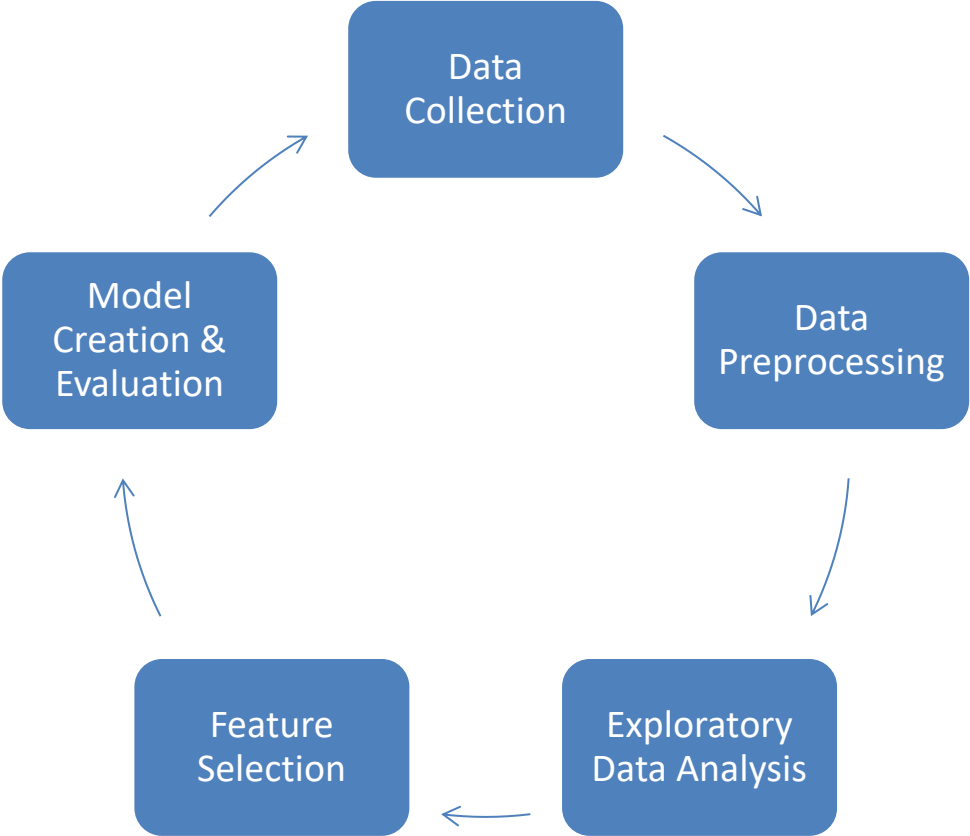 Data
Collection
Data
Preprocessing
Exploratory
Data Analysis
Feature
Selection
Model
Creation &
Evaluation